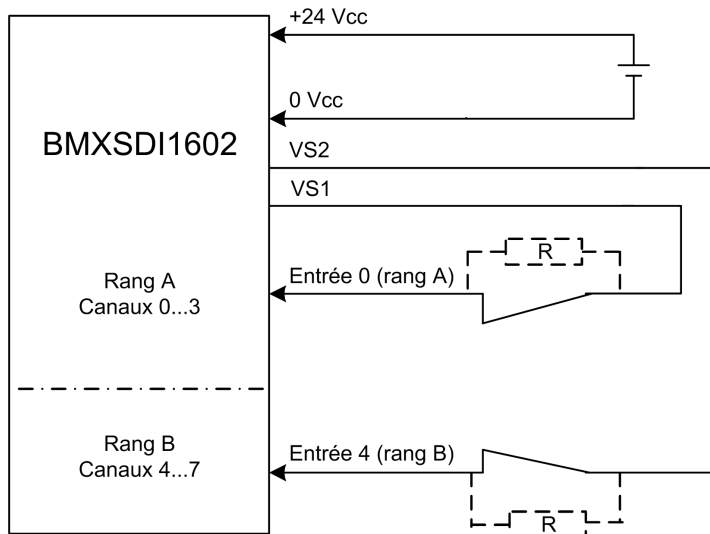 +24 Vcc
0 Vcc
BMXSDI1602
VS2
VS1
R
Rang A
Canaux 0...3
Entrée 0 (rang A)
Rang B
Canaux 4...7
Entrée 4 (rang B)
R